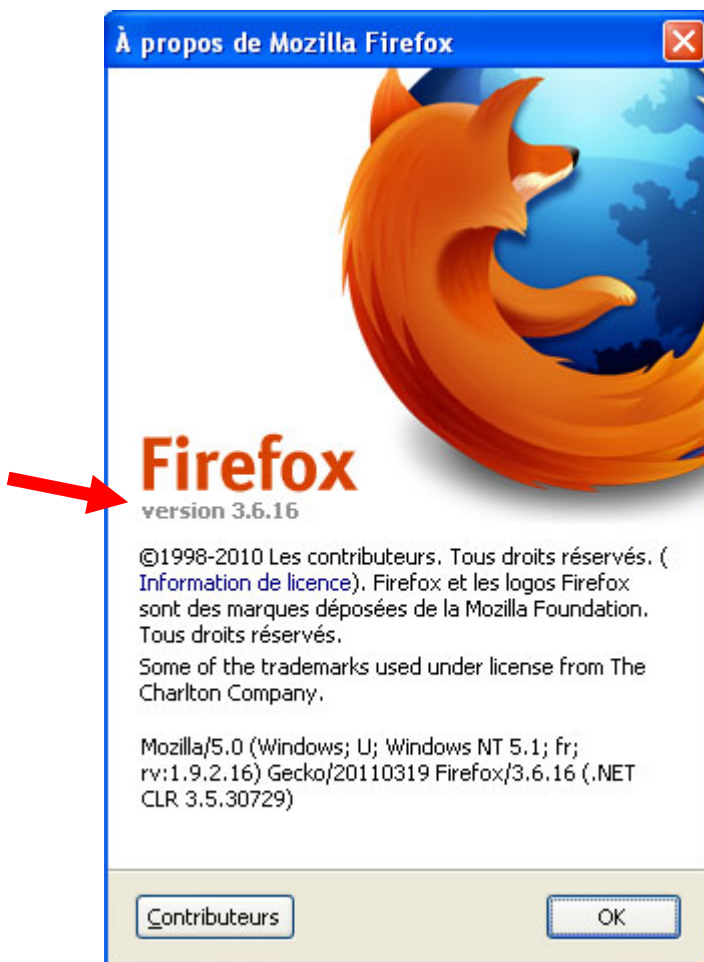 À propos de Mozilla Firefox
Firefox
version 3.6.16
©1998-2010 Les contributeurs. Tous droits réservés. (
Information de licence). Firefox et les logos Firefox
sont des marques déposées de la Mozilla Foundation.
Tous droits réservés.
Some of the trademarks used under license from The
Charlton Company.
Mozilla/5.0 (Windows; U; Windows NT 5.1; fr;
rv:1.9.2.16) Gecko/20110319 Firefox/3.6.16 (.NET
CLR 3.5.30729)
Contributeurs
OK